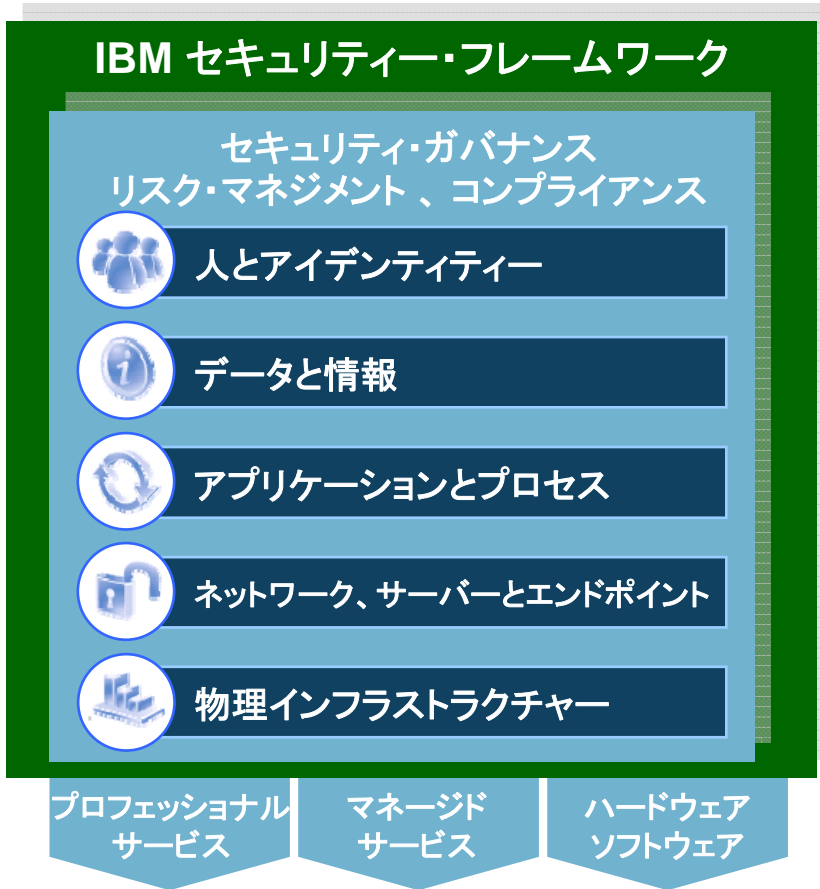 IBM セキュリティー・フレームワーク
セキュリティ・ガバナンス
リスク・マネジメント 、コンプライアンス
人とアイデンティティー
データと情報
アプリケーションとプロセス
ネットワーク、サーバーとエンドポイント
物理インフラストラクチャー
プロフェッショナル
サービス
マネージド
サービス
ハードウェア
ソフトウェア